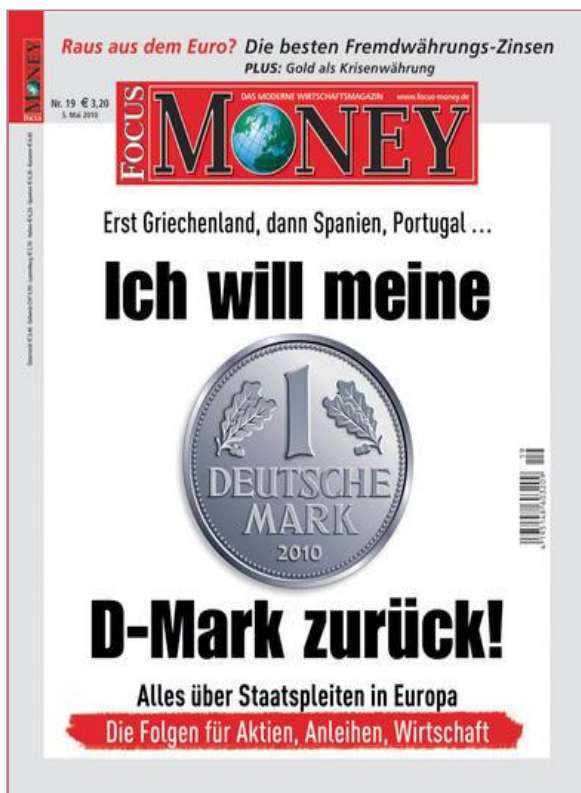 Raus aus dem Euro? Die besten Fremdwährungs-Zinsen
PLUS: Gold als Krisenwährung
FOCUS MONEY
Nr. 19 € 3,20
5. Mai 2010
DAS MODERNE WIRTSCHAFTSMAGAZIN www.focus-money.de
FOCUS
MONEY
Erst Griechenland, dann Spanien, Portugal ...
Ich will meine
1
DEUTSCHE
MARK
2010
D-Mark zurück!
Alles über Staatspleiten in Europa
Die Folgen für Aktien, Anleihen, Wirtschaft
19